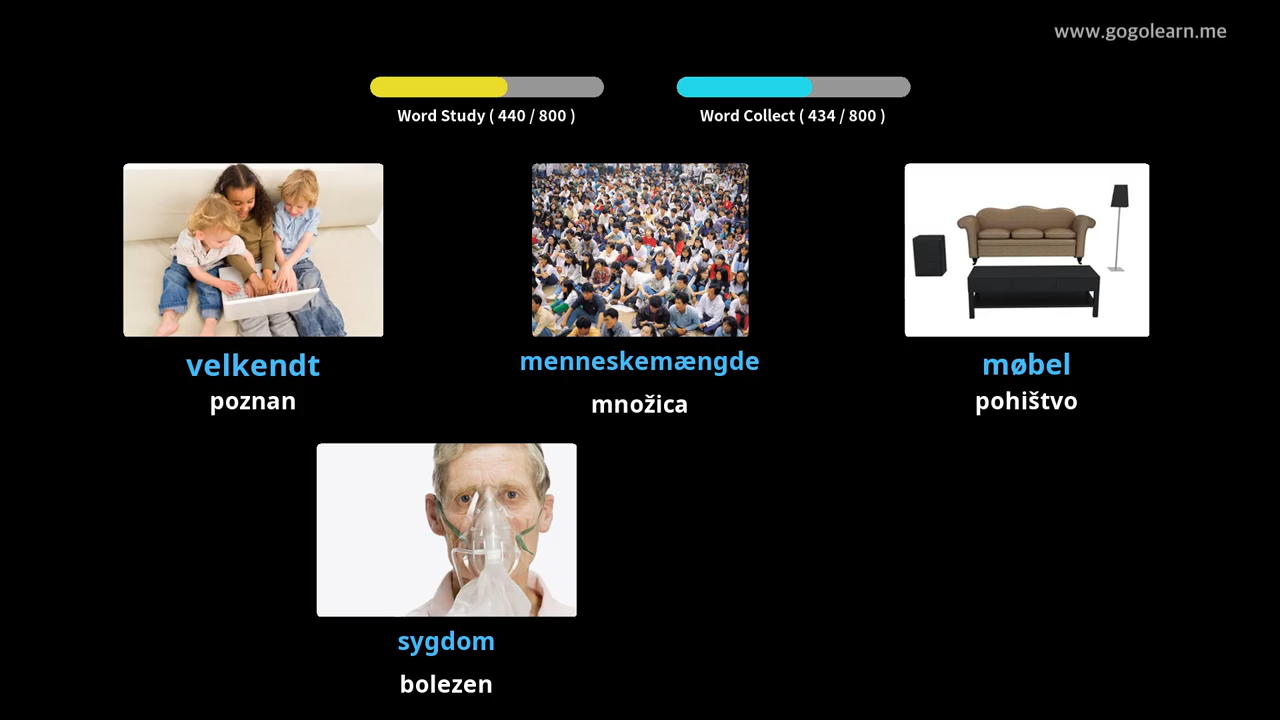 www.gogolearn.me
Word Study ( 440 / 800 )
Word Collect ( 434 / 800 )
velkendt
poznan
menneskemængde
množica
møbel
pohištvo
sygdom
bolezen